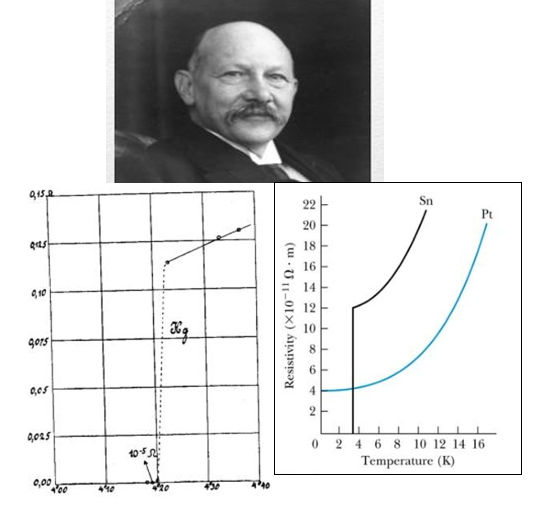 0,15 Ω
0,125
0,10
0,075
0,05
0,025
0,00
Hg
10⁻⁵ Ω
4°00 4°10 4°20 4°30 4°40
Sn
Pt
22
20
18
16
14
12
10
8
6
4
2
Resistivity (×10⁻¹¹ Ω · m)
0 2 4 6 8 10 12 14 16
Temperature (K)